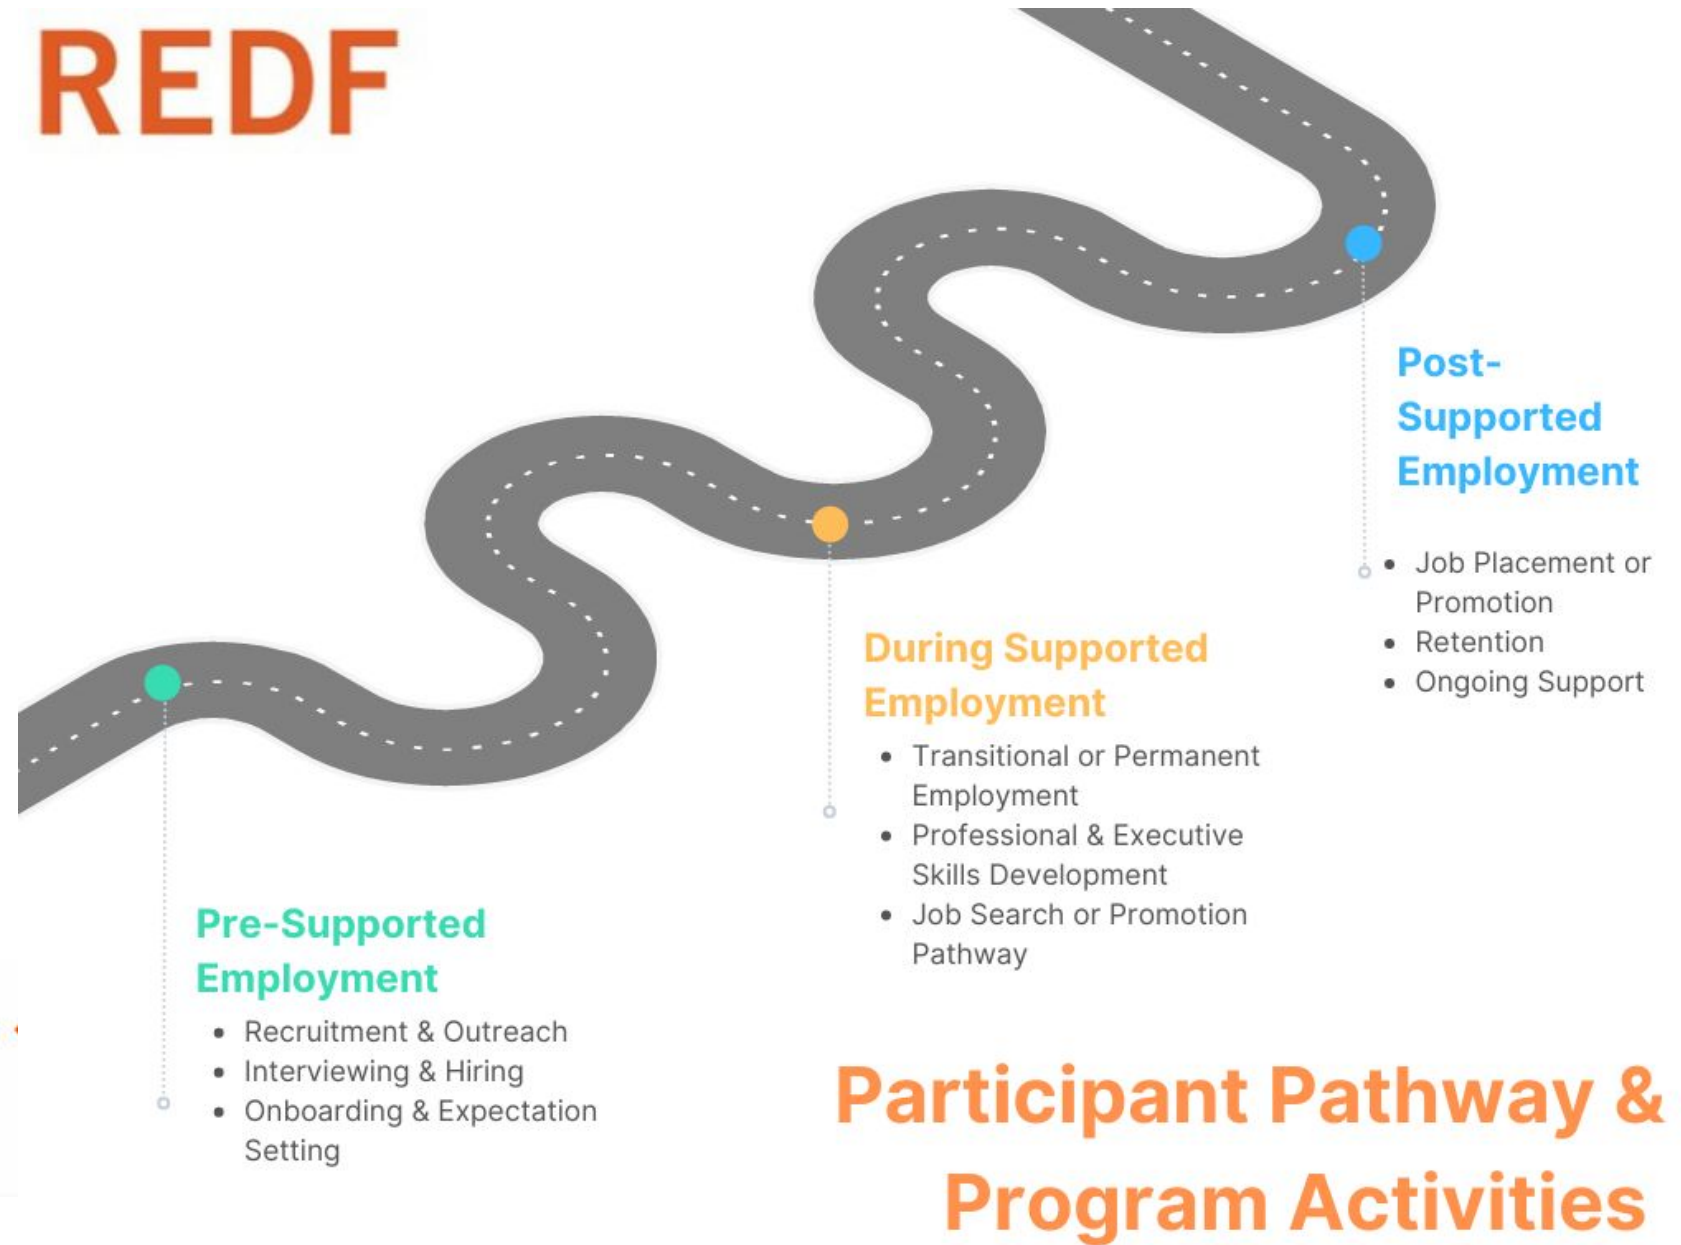 REDF
Post-
Supported
Employment
• Job Placement or
Promotion
• Retention
• Ongoing Support
During Supported
Employment
• Transitional or Permanent
Employment
• Professional & Executive
Skills Development
• Job Search or Promotion
Pathway
Pre-Supported
Employment
• Recruitment & Outreach
• Interviewing & Hiring
• Onboarding & Expectation
Setting
Participant Pathway &
Program Activities